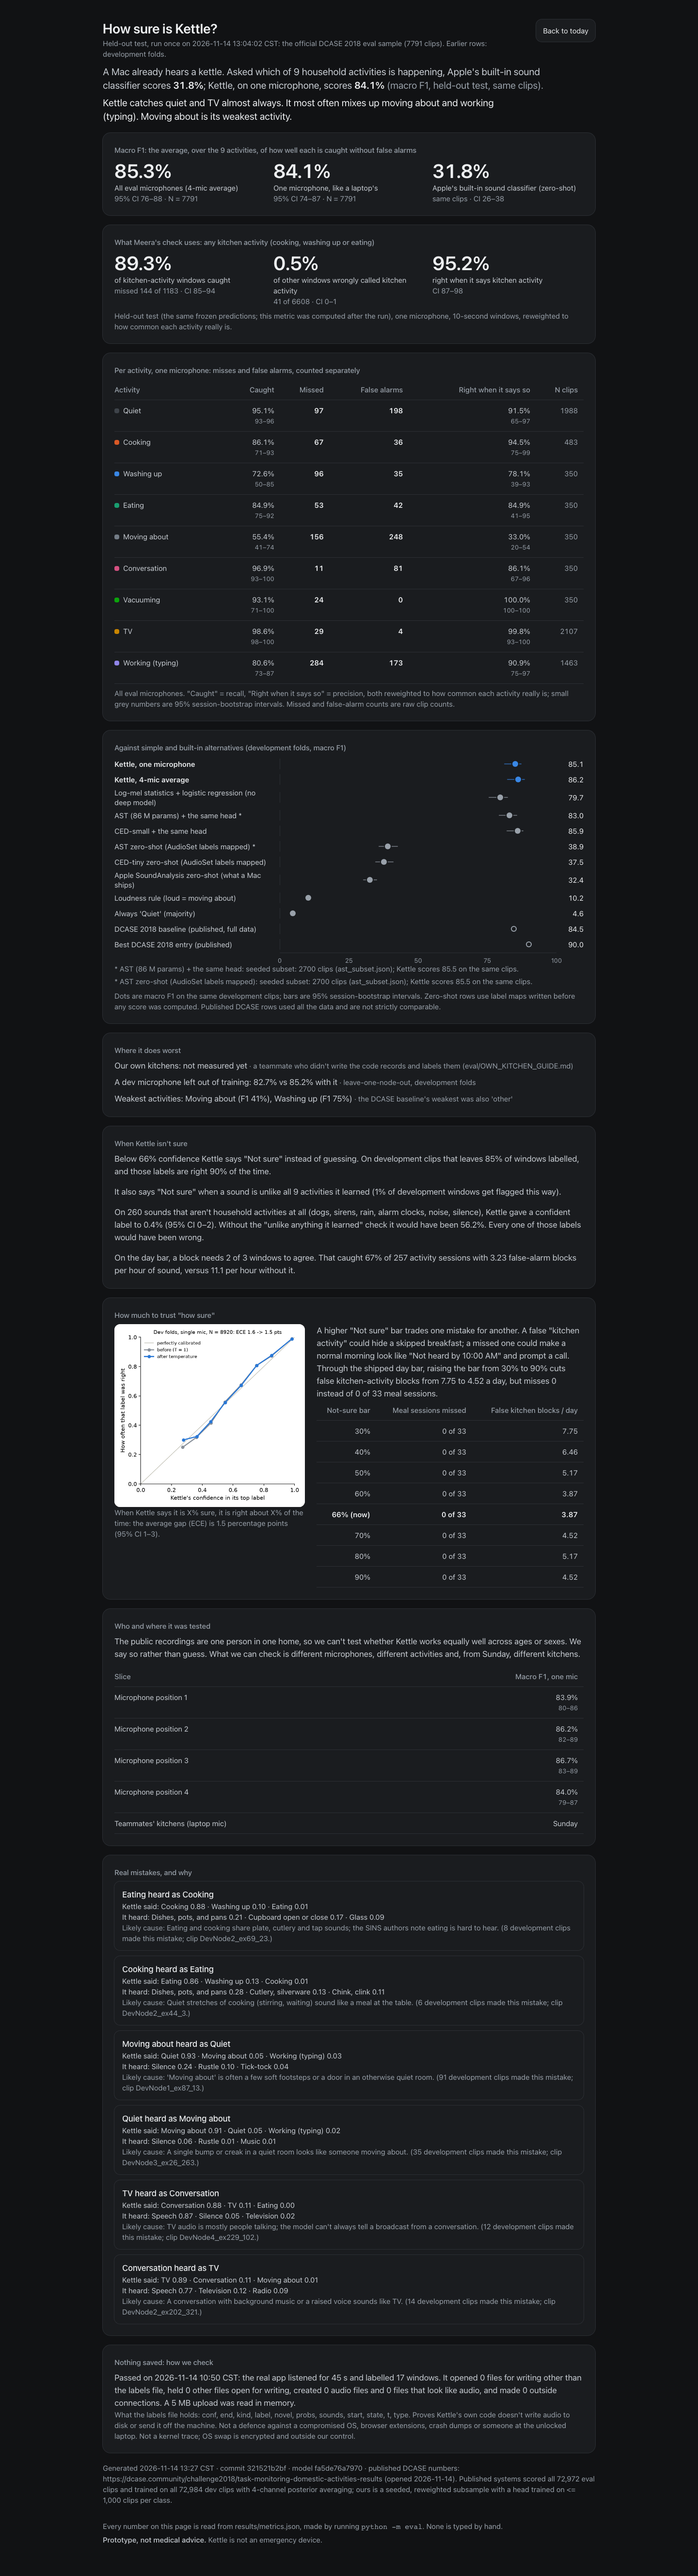 How sure is Kettle?
Back to today
Held-out test, run once on 2026-11-14 13:04:02 CST: the official DCASE 2018 eval sample (7791 clips). Earlier rows:
development folds.
A Mac already hears a kettle. Asked which of 9 household activities is happening, Apple's built-in sound
classifier scores 31.8%; Kettle, on one microphone, scores 84.1% (macro F1, held-out test, same clips).
Kettle catches quiet and TV almost always. It most often mixes up moving about and working
(typing). Moving about is its weakest activity.
Macro F1: the average, over the 9 activities, of how well each is caught without false alarms
85.3% 84.1% 31.8%
All eval microphones (4-mic average) One microphone, like a laptop's Apple's built-in sound classifier (zero-shot)
95% CI 76–88 · N = 7791 95% CI 74–87 · N = 7791 same clips · CI 26–38
What Meera's check uses: any kitchen activity (cooking, washing up or eating)
89.3% 0.5% 95.2%
of kitchen-activity windows caught of other windows wrongly called kitchen right when it says kitchen activity
missed 144 of 1183 · CI 85–94 activity CI 87–98
41 of 6608 · CI 0–1
Held-out test (the same frozen predictions; this metric was computed after the run), one microphone, 10-second windows, reweighted to
how common each activity really is.
Per activity, one microphone: misses and false alarms, counted separately
Activity Caught Missed False alarms Right when it says so N clips
Quiet 95.1% 97 198 91.5% 1988
93–96 65–97
Cooking 86.1% 67 36 94.5% 483
71–93 75–99
Washing up 72.6% 96 35 78.1% 350
50–85 39–93
Eating 84.9% 53 42 84.9% 350
75–92 41–95
Moving about 55.4% 156 248 33.0% 350
41–74 20–54
Conversation 96.9% 11 81 86.1% 350
93–100 67–96
Vacuuming 93.1% 24 0 100.0% 350
71–100 100–100
TV 98.6% 29 4 99.8% 2107
98–100 93–100
Working (typing) 80.6% 284 173 90.9% 1463
73–87 75–97
All eval microphones. "Caught" = recall, "Right when it says so" = precision, both reweighted to how common each activity really is; small
grey numbers are 95% session-bootstrap intervals. Missed and false-alarm counts are raw clip counts.
Against simple and built-in alternatives (development folds, macro F1)
Kettle, one microphone 85.1
Kettle, 4-mic average 86.2
Log-mel statistics + logistic regression (no
deep model) 79.7
AST (86 M params) + the same head * 83.0
CED-small + the same head 85.9
AST zero-shot (AudioSet labels mapped) * 38.9
CED-tiny zero-shot (AudioSet labels mapped) 37.5
Apple SoundAnalysis zero-shot (what a Mac
ships) 32.4
Loudness rule (loud = moving about) 10.2
Always 'Quiet' (majority) 4.6
DCASE 2018 baseline (published, full data) 84.5
Best DCASE 2018 entry (published) 90.0
0 25 50 75 100
* AST (86 M params) + the same head: seeded subset: 2700 clips (ast_subset.json); Kettle scores 85.5 on the same clips.
* AST zero-shot (AudioSet labels mapped): seeded subset: 2700 clips (ast_subset.json); Kettle scores 85.5 on the same clips.
Dots are macro F1 on the same development clips; bars are 95% session-bootstrap intervals. Zero-shot rows use label maps written before
any score was computed. Published DCASE rows used all the data and are not strictly comparable.
Where it does worst
Our own kitchens: not measured yet · a teammate who didn't write the code records and labels them (eval/OWN_KITCHEN_GUIDE.md)
A dev microphone left out of training: 82.7% vs 85.2% with it · leave-one-node-out, development folds
Weakest activities: Moving about (F1 41%), Washing up (F1 75%) · the DCASE baseline's weakest was also 'other'
When Kettle isn't sure
Below 66% confidence Kettle says "Not sure" instead of guessing. On development clips that leaves 85% of windows labelled,
and those labels are right 90% of the time.
It also says "Not sure" when a sound is unlike all 9 activities it learned (1% of development windows get flagged this way).
On 260 sounds that aren't household activities at all (dogs, sirens, rain, alarm clocks, noise, silence), Kettle gave a confident
label to 0.4% (95% CI 0–2). Without the "unlike anything it learned" check it would have been 56.2%. Every one of those labels
would have been wrong.
On the day bar, a block needs 2 of 3 windows to agree. That caught 67% of 257 activity sessions with 3.23 false-alarm blocks
per hour of sound, versus 11.1 per hour without it.
How much to trust "how sure"
Dev folds, single mic, N = 8920: ECE 1.6 -> 1.5 pts
perfectly calibrated
before (T = 1)
after temperature
How often that label was right
1.0
0.8
0.6
0.4
0.2
0.0
0.0 0.2 0.4 0.6 0.8 1.0
Kettle's confidence in its top label
When Kettle says it is X% sure, it is right about X% of the
time: the average gap (ECE) is 1.5 percentage points
(95% CI 1–3).
A higher "Not sure" bar trades one mistake for another. A false "kitchen
activity" could hide a skipped breakfast; a missed one could make a
normal morning look like "Not heard by 10:00 AM" and prompt a call.
Through the shipped day bar, raising the bar from 30% to 90% cuts
false kitchen-activity blocks from 7.75 to 4.52 a day, but misses 0
instead of 0 of 33 meal sessions.
Not-sure bar Meal sessions missed False kitchen blocks / day
30% 0 of 33 7.75
40% 0 of 33 6.46
50% 0 of 33 5.17
60% 0 of 33 3.87
66% (now) 0 of 33 3.87
70% 0 of 33 4.52
80% 0 of 33 5.17
90% 0 of 33 4.52
Who and where it was tested
The public recordings are one person in one home, so we can't test whether Kettle works equally well across ages or sexes. We
say so rather than guess. What we can check is different microphones, different activities and, from Sunday, different kitchens.
Slice Macro F1, one mic
Microphone position 1 83.9%
80–86
Microphone position 2 86.2%
82–89
Microphone position 3 86.7%
83–89
Microphone position 4 84.0%
79–87
Teammates' kitchens (laptop mic) Sunday
Real mistakes, and why
Eating heard as Cooking
Kettle said: Cooking 0.88 · Washing up 0.10 · Eating 0.01
It heard: Dishes, pots, and pans 0.21 · Cupboard open or close 0.17 · Glass 0.09
Likely cause: Eating and cooking share plate, cutlery and tap sounds; the SINS authors note eating is hard to hear. (8 development clips
made this mistake; clip DevNode2_ex69_23.)
Cooking heard as Eating
Kettle said: Eating 0.86 · Washing up 0.13 · Cooking 0.01
It heard: Dishes, pots, and pans 0.28 · Cutlery, silverware 0.13 · Chink, clink 0.11
Likely cause: Quiet stretches of cooking (stirring, waiting) sound like a meal at the table. (6 development clips made this mistake; clip
DevNode2_ex44_3.)
Moving about heard as Quiet
Kettle said: Quiet 0.93 · Moving about 0.05 · Working (typing) 0.03
It heard: Silence 0.24 · Rustle 0.10 · Tick-tock 0.04
Likely cause: 'Moving about' is often a few soft footsteps or a door in an otherwise quiet room. (91 development clips made this mistake;
clip DevNode1_ex87_13.)
Quiet heard as Moving about
Kettle said: Moving about 0.91 · Quiet 0.05 · Working (typing) 0.02
It heard: Silence 0.06 · Rustle 0.01 · Music 0.01
Likely cause: A single bump or creak in a quiet room looks like someone moving about. (35 development clips made this mistake; clip
DevNode3_ex26_263.)
TV heard as Conversation
Kettle said: Conversation 0.88 · TV 0.11 · Eating 0.00
It heard: Speech 0.87 · Silence 0.05 · Television 0.02
Likely cause: TV audio is mostly people talking; the model can't always tell a broadcast from a conversation. (12 development clips made
this mistake; clip DevNode4_ex229_102.)
Conversation heard as TV
Kettle said: TV 0.89 · Conversation 0.11 · Moving about 0.01
It heard: Speech 0.77 · Television 0.12 · Radio 0.09
Likely cause: A conversation with background music or a raised voice sounds like TV. (14 development clips made this mistake; clip
DevNode2_ex202_321.)
Nothing saved: how we check
Passed on 2026-11-14 10:50 CST: the real app listened for 45 s and labelled 17 windows. It opened 0 files for writing other than
the labels file, held 0 other files open for writing, created 0 audio files and 0 files that look like audio, and made 0 outside
connections. A 5 MB upload was read in memory.
What the labels file holds: conf, end, kind, label, novel, probs, sounds, start, state, t, type. Proves Kettle's own code doesn't write audio to
disk or send it off the machine. Not a defence against a compromised OS, browser extensions, crash dumps or someone at the unlocked
laptop. Not a kernel trace; OS swap is encrypted and outside our control.
Generated 2026-11-14 13:27 CST · commit 321521b2bf · model fa5de76a7970 · published DCASE numbers:
https://dcase.community/challenge2018/task-monitoring-domestic-activities-results (opened 2026-11-14). Published systems scored all 72,972 eval
clips and trained on all 72,984 dev clips with 4-channel posterior averaging; ours is a seeded, reweighted subsample with a head trained on <=
1,000 clips per class.
Every number on this page is read from results/metrics.json, made by running python -m eval. None is typed by hand.
Prototype, not medical advice. Kettle is not an emergency device.